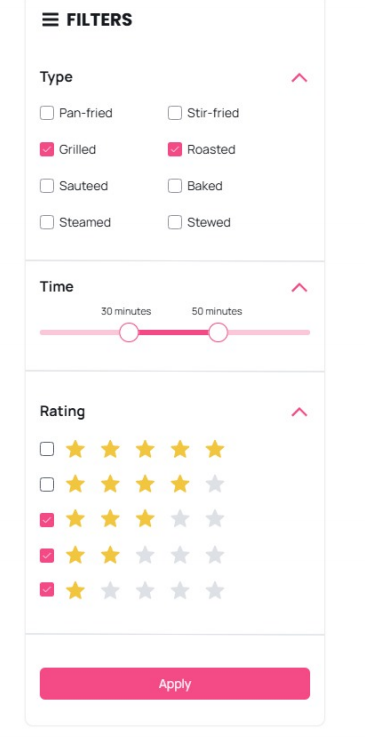 FILTERS
Type
Pan-fried Stir-fried
Grilled Roasted
Sauteed Baked
Steamed Stewed
Time
30 minutes 50 minutes
Rating
Apply